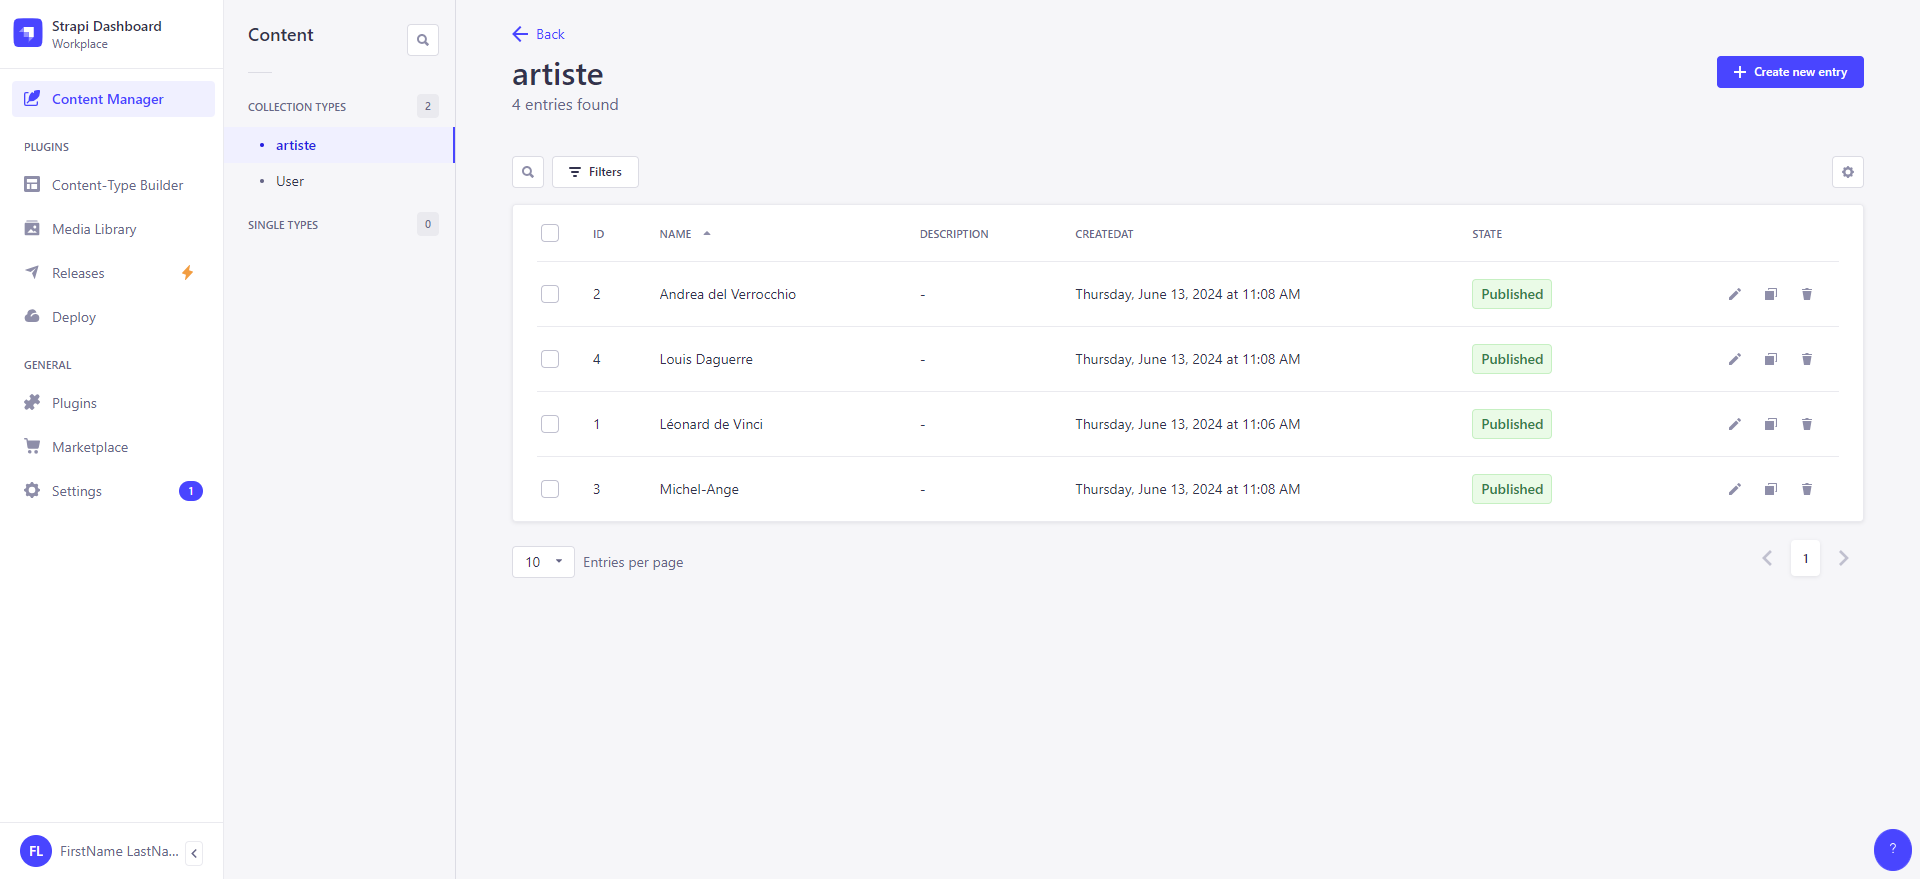 Strapi Dashboard
Workplace
Content Manager
PLUGINS
Content-Type Builder
Media Library
Releases
Deploy
GENERAL
Plugins
Marketplace
Settings 1
FL FirstName LastNa...
Content
COLLECTION TYPES 2
artiste
User
SINGLE TYPES 0
Back
artiste
4 entries found
Create new entry
Filters
ID NAME DESCRIPTION CREATEDAT STATE
2 Andrea del Verrocchio - Thursday, June 13, 2024 at 11:08 AM Published
4 Louis Daguerre - Thursday, June 13, 2024 at 11:08 AM Published
1 Léonard de Vinci - Thursday, June 13, 2024 at 11:06 AM Published
3 Michel-Ange - Thursday, June 13, 2024 at 11:08 AM Published
10 Entries per page
1
?